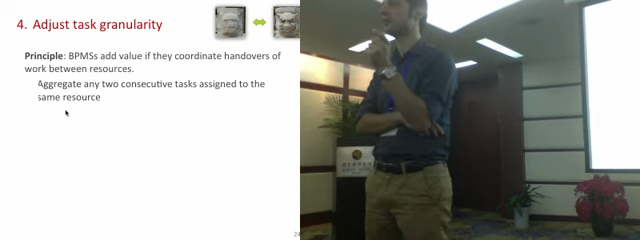 4. Adjust task granularity
Principle: BPMSs add value if they coordinate handovers of
work between resources.
Aggregate any two consecutive tasks assigned to the
same resource